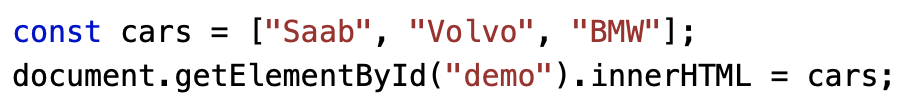 const cars = ["Saab", "Volvo", "BMW"];
document.getElementById("demo").innerHTML = cars;